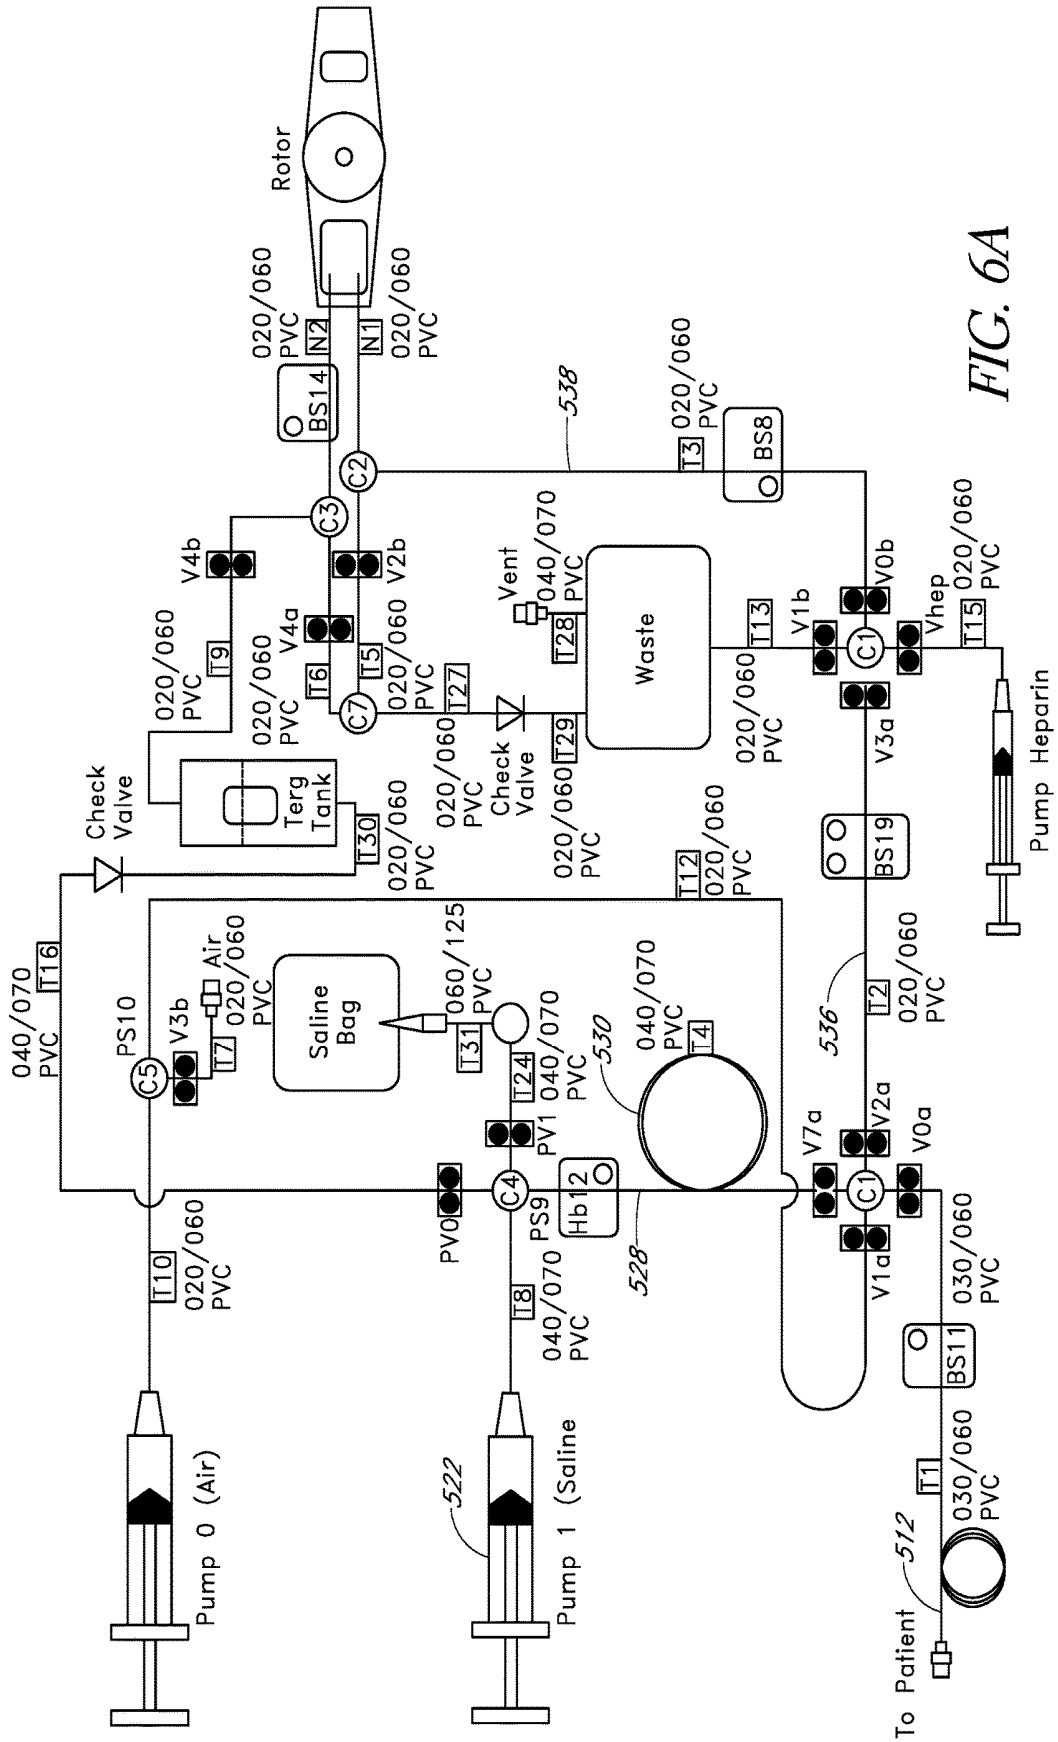 Pump 0 (Air)
T10
020/060
PVC
C5
PS10
V3b
T7
Air
020/060
PVC
040/070
PVC
T16
Check
Valve
Terg
Tank
T30
020/060
PVC
020/060
PVC
T9
V4b
020/060
PVC
T6
V4a
C3
BS14
020/060
PVC
N2
Rotor
N1
020/060
PVC
C2
V2b
T5
020/060
PVC
C7
T27
020/060
PVC
Check
Valve
T29
020/060
PVC
Vent
040/070
PVC
T28
Waste
538
T3
020/060
PVC
BS8
T13
020/060
PVC
V1b
V0b
C1
Vhep
T15
020/060
PVC
V3a
Pump Heparin
BS19
T12
020/060
PVC
536
T2
020/060
PVC
Saline
Bag
060/125
PVC
T31
T24
040/070
PVC
PV1
PV0
C4
PS9
Hb12
T8
040/070
PVC
522
Pump 1 (Saline
528
530
040/070
PVC
T4
V7a
V2a
C1
V0a
V1a
030/060
PVC
BS11
T1
030/060
PVC
512
To Patient
FIG. 6A